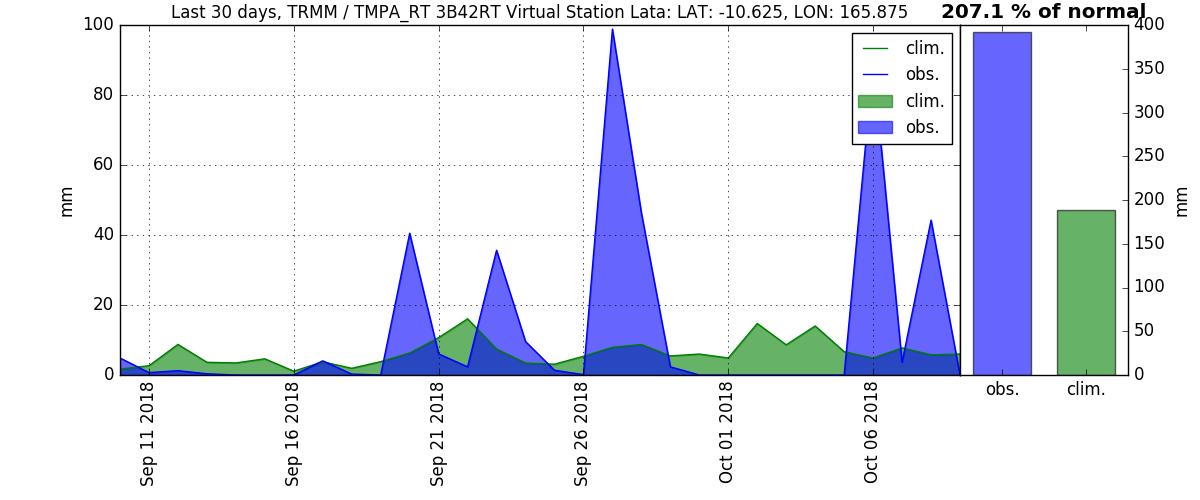 Last 30 days, TRMM / TMPA_RT 3B42RT Virtual Station Lata: LAT: -10.625, LON: 165.875
207.1 % of normal
mm
100
80
60
40
20
0
clim.
obs.
clim.
obs.
Sep 11 2018
Sep 16 2018
Sep 21 2018
Sep 26 2018
Oct 01 2018
Oct 06 2018
400
350
300
250
200
150
100
50
0
mm
obs.
clim.